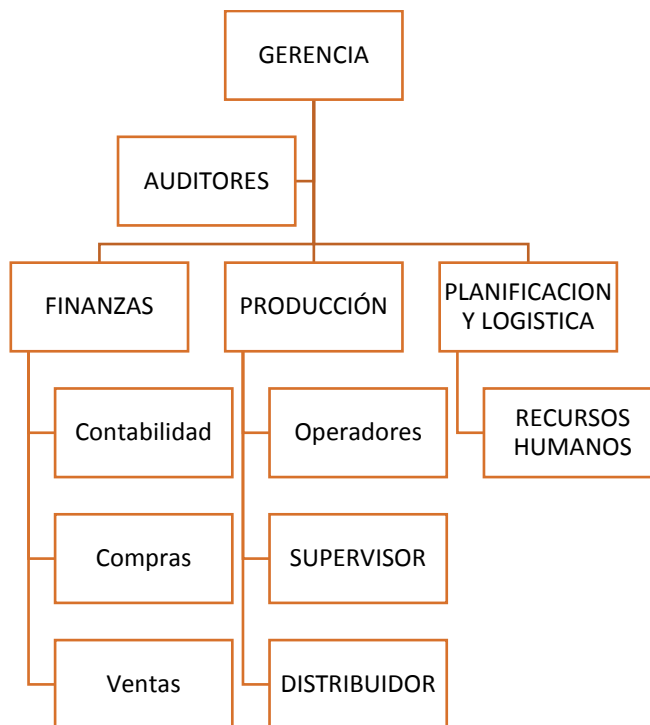 GERENCIA
AUDITORES
FINANZAS
PRODUCCIÓN
PLANIFICACION
Y LOGISTICA
Contabilidad
Operadores
RECURSOS
HUMANOS
Compras
SUPERVISOR
Ventas
DISTRIBUIDOR